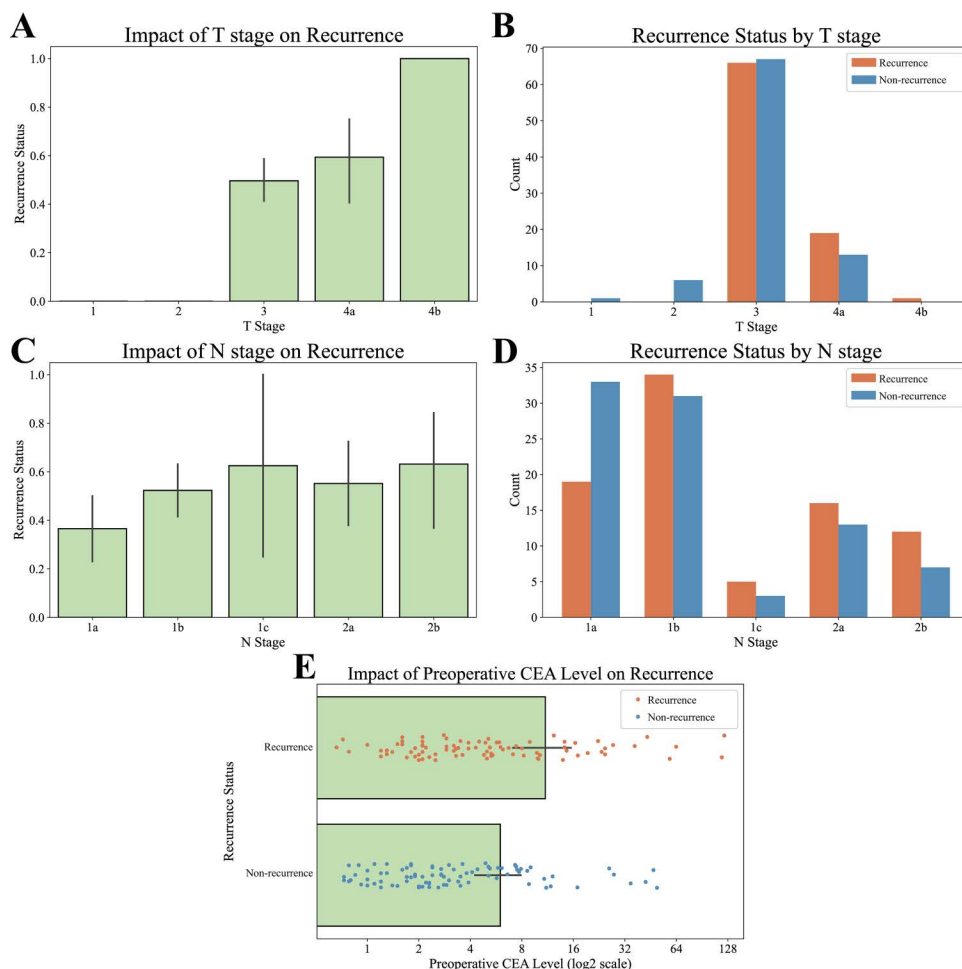 A
Impact of T stage on Recurrence
Recurrence Status
1.0
0.8
0.6
0.4
0.2
0.0
1 2 3 4a 4b
T Stage
B
Recurrence Status by T stage
Count
70
60
50
40
30
20
10
0
Recurrence
Non-recurrence
1 2 3 4a 4b
T Stage
C
Impact of N stage on Recurrence
Recurrence Status
1.0
0.8
0.6
0.4
0.2
0.0
1a 1b 1c 2a 2b
N Stage
D
Recurrence Status by N stage
Count
35
30
25
20
15
10
5
0
Recurrence
Non-recurrence
1a 1b 1c 2a 2b
N Stage
E
Impact of Preoperative CEA Level on Recurrence
Recurrence Status
Recurrence
Non-recurrence
Recurrence
Non-recurrence
1 2 4 8 16 32 64 128
Preoperative CEA Level (log2 scale)